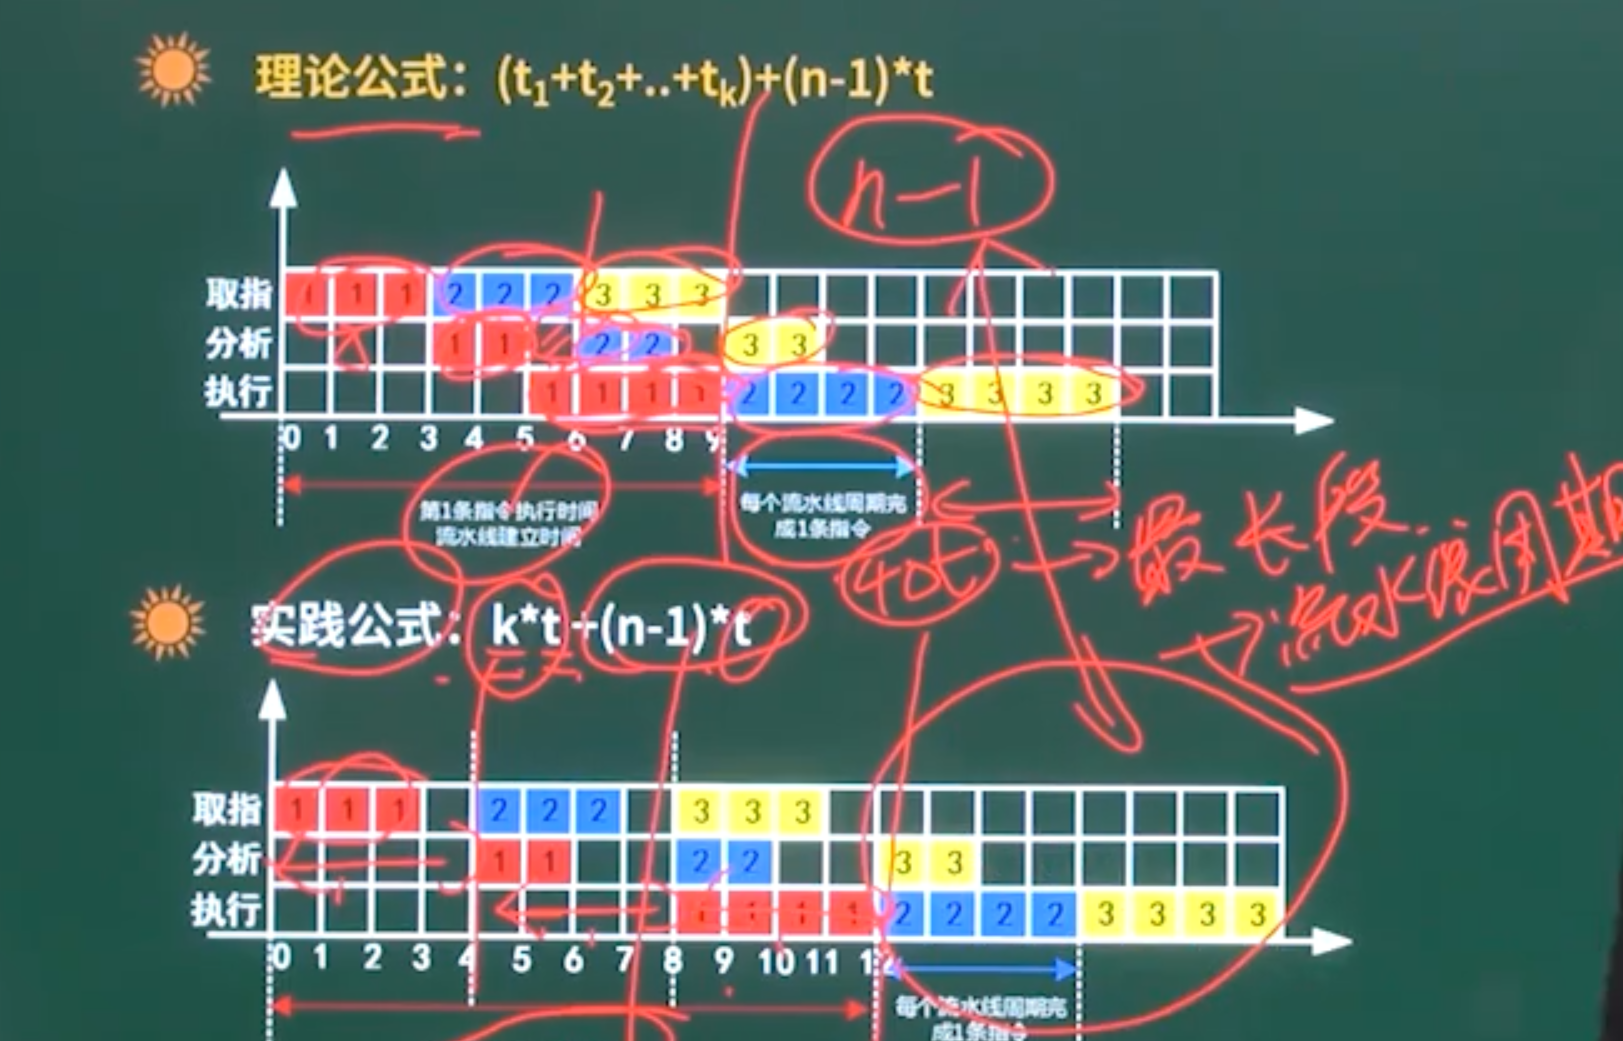 理论公式：(t1+t2+..+tk)+(n-1)*t
n-1
取指 1 1 1 2 2 2 3 3 3
分析 1 1 2 2 3 3
执行 1 1 1 1 2 2 2 2 3 3 3 3
0 1 2 3 4 5 6 7 8 9
第1条指令执行时间
流水线建立时间
每个流水线周期完
成1条指令
4Δt → 最长段
→ 流水线周期
实践公式：k*t+(n-1)*t
取指 1 1 1 2 2 2 3 3 3
分析 1 1 2 2 3 3
执行 1 1 1 1 2 2 2 2 3 3 3 3
0 1 2 3 4 5 6 7 8 9 10 11 12
每个流水线周期完
成1条指令